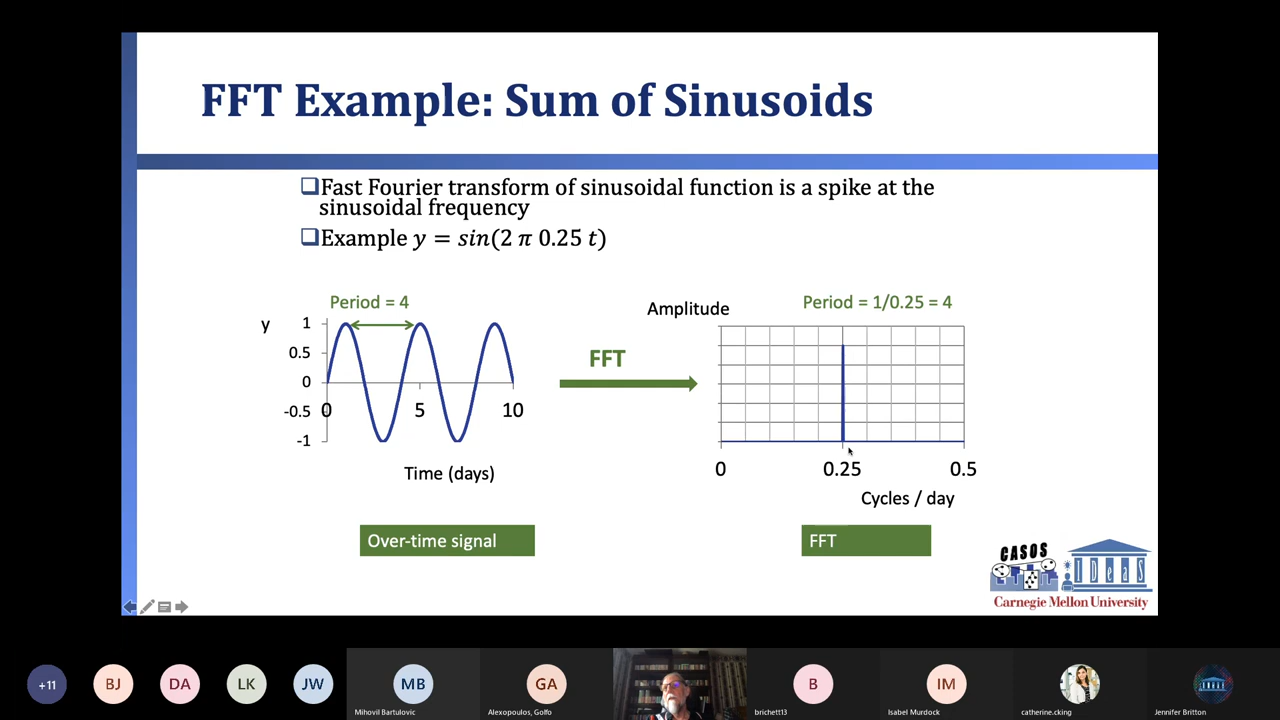 FFT Example: Sum of Sinusoids
❑Fast Fourier transform of sinusoidal function is a spike at the
sinusoidal frequency
❑Example y = sin(2 π 0.25 t)
Period = 4
y
1
0.5
0
-0.5
-1
0
5
10
Time (days)
FFT
Amplitude
Period = 1/0.25 = 4
0
0.25
0.5
Cycles / day
Over-time signal
FFT
CASOS
IDeaS
Carnegie Mellon University
+11
BJ
DA
LK
JW
MB
Mihovil Bartulovic
GA
Alexopoulos, Golfo
B
brichett13
IM
Isabel Murdock
catherine.cking
Jennifer Britton